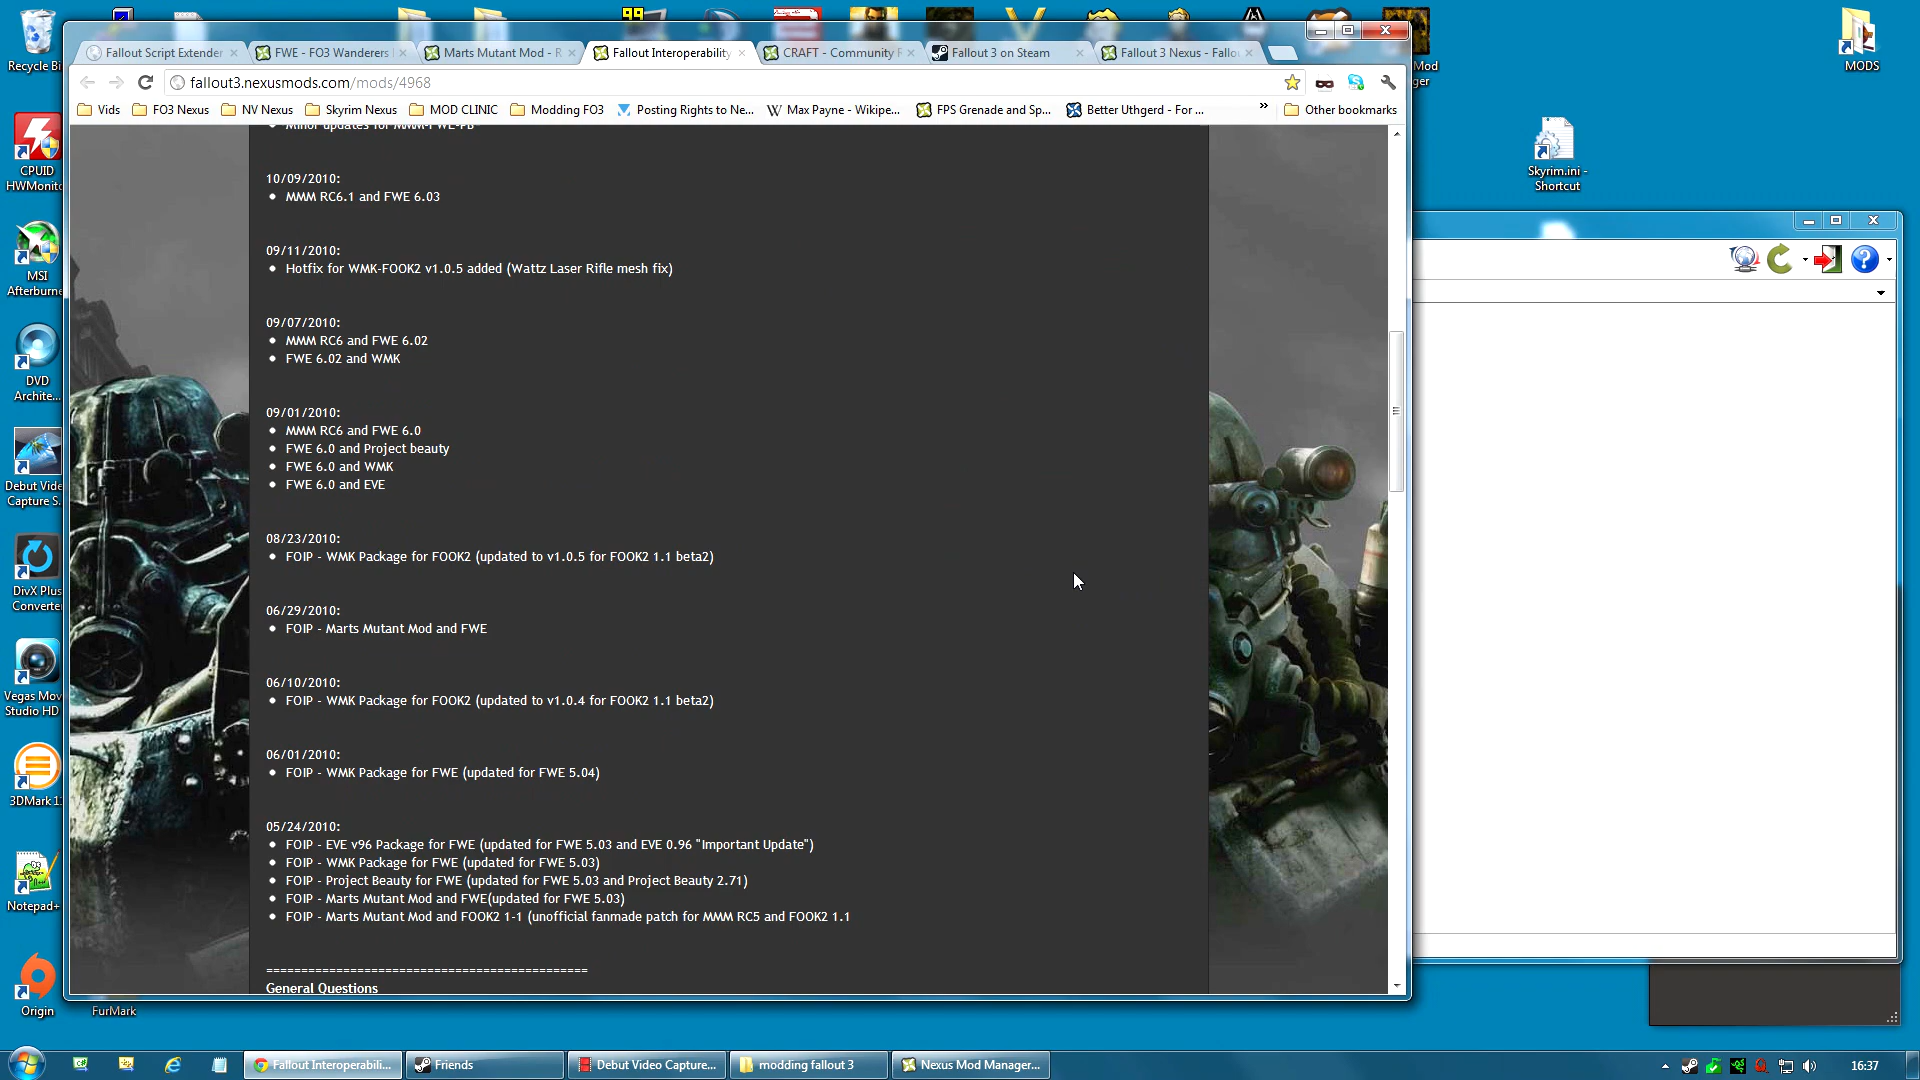 Recycle Bi
Fallout Script Extender
FWE - FO3 Wanderers
Marts Mutant Mod - R
Fallout Interoperability
CRAFT - Community
Fallout 3 on Steam
Fallout 3 Nexus - Fallou
fallout3.nexusmods.com/mods/4968
Vids
FO3 Nexus
NV Nexus
Skyrim Nexus
MOD CLINIC
Modding FO3
Posting Rights to Ne...
Max Payne - Wikipe...
FPS Grenade and Sp...
Better Uthgerd - For ...
Other bookmarks
Minor updates for MMM-FWE-PB
10/09/2010:
MMM RC6.1 and FWE 6.03
09/11/2010:
Hotfix for WMK-FOOK2 v1.0.5 added (Wattz Laser Rifle mesh fix)
09/07/2010:
MMM RC6 and FWE 6.02
FWE 6.02 and WMK
09/01/2010:
MMM RC6 and FWE 6.0
FWE 6.0 and Project beauty
FWE 6.0 and WMK
FWE 6.0 and EVE
08/23/2010:
FOIP - WMK Package for FOOK2 (updated to v1.0.5 for FOOK2 1.1 beta2)
06/29/2010:
FOIP - Marts Mutant Mod and FWE
06/10/2010:
FOIP - WMK Package for FOOK2 (updated to v1.0.4 for FOOK2 1.1 beta2)
06/01/2010:
FOIP - WMK Package for FWE (updated for FWE 5.04)
05/24/2010:
FOIP - EVE v96 Package for FWE (updated for FWE 5.03 and EVE 0.96 "Important Update")
FOIP - WMK Package for FWE (updated for FWE 5.03)
FOIP - Project Beauty for FWE (updated for FWE 5.03 and Project Beauty 2.71)
FOIP - Marts Mutant Mod and FWE(updated for FWE 5.03)
FOIP - Marts Mutant Mod and FOOK2 1-1 (unofficial fanmade patch for MMM RC5 and FOOK2 1.1
==============================================
General Questions
CPUID
HWMonito
MSI
Afterburne
DVD
Archite...
Debut Vide
Capture S...
DivX Plus
Converte
Vegas Mov
Studio HD
3DMark 1
Notepad+
Origin
FurMark
99
Mod
ger
MODS
Skyrim.ini -
Shortcut
Fallout Interoperabili...
Friends
Debut Video Capture...
modding fallout 3
Nexus Mod Manager...
16:37